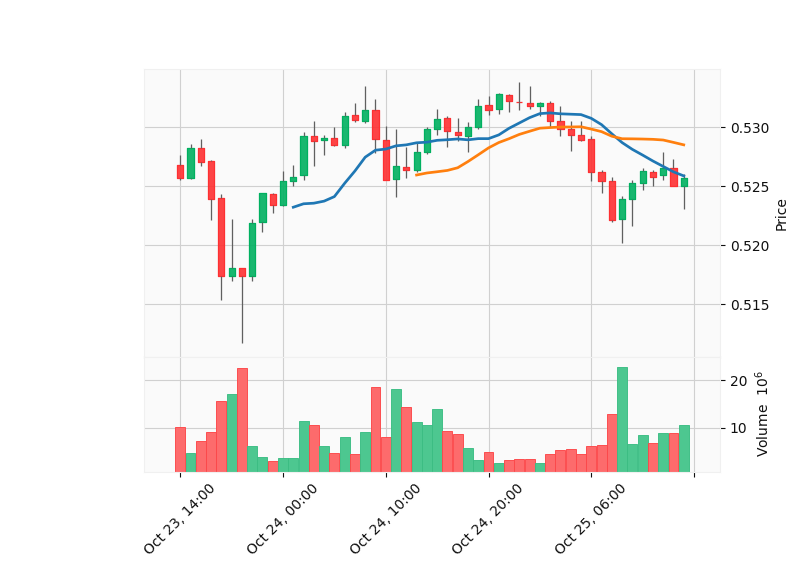 0.530
0.525
0.520
0.515
Price
20
10
Volume 10^6
Oct 23, 14:00
Oct 24, 00:00
Oct 24, 10:00
Oct 24, 20:00
Oct 25, 06:00